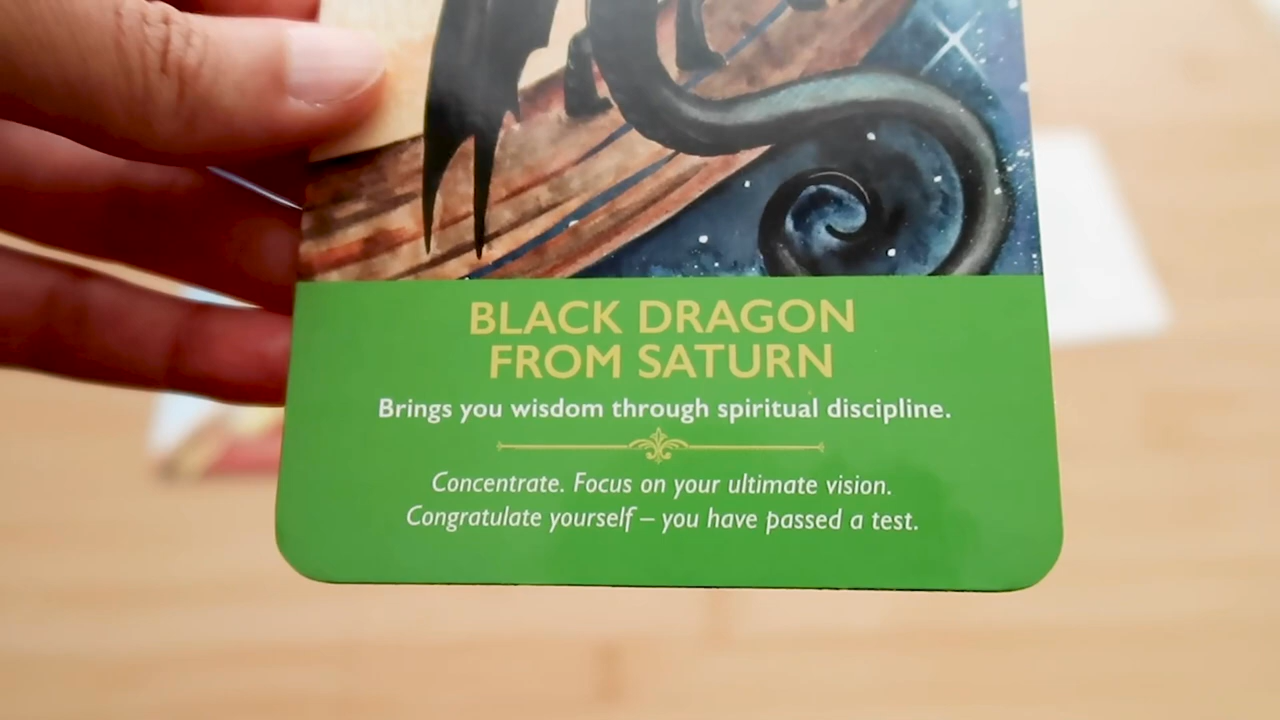 BLACK DRAGON
FROM SATURN
Brings you wisdom through spiritual discipline.
Concentrate. Focus on your ultimate vision.
Congratulate yourself – you have passed a test.